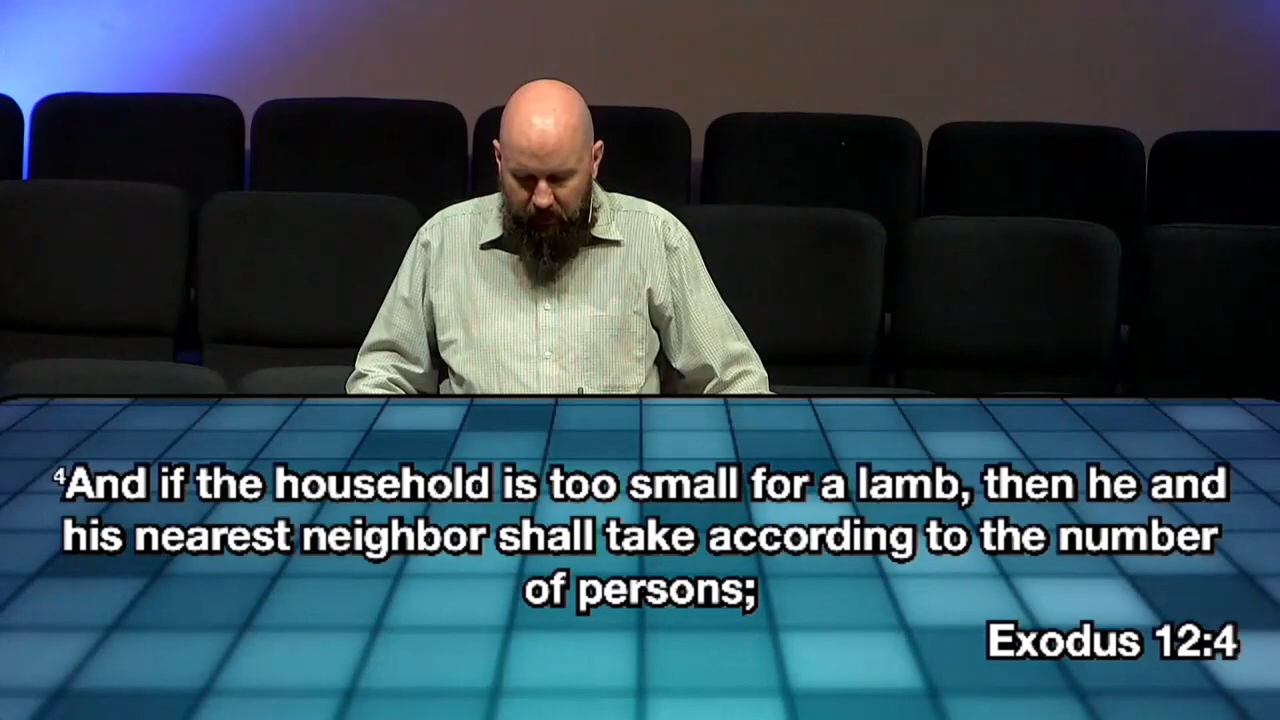 ⁴And if the household is too small for a lamb, then he and
his nearest neighbor shall take according to the number
of persons;
Exodus 12:4